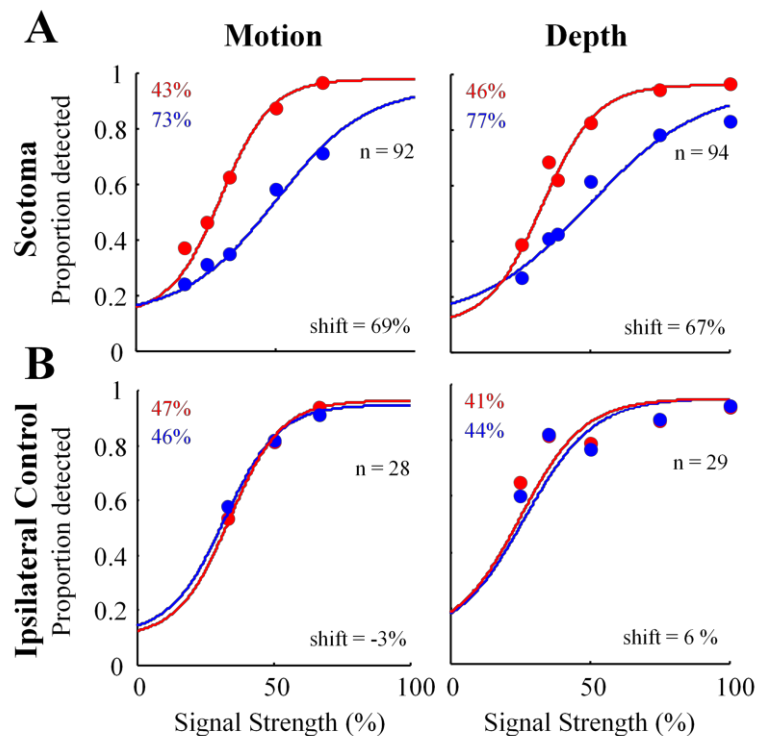 A
Motion
Depth
Scotoma
Proportion detected
1
0.8
0.6
0.4
0.2
0
43%
73%
n = 92
shift = 69%
46%
77%
n = 94
shift = 67%
B
Ipsilateral Control
Proportion detected
1
0.8
0.6
0.4
0.2
0
47%
46%
n = 28
shift = -3%
41%
44%
n = 29
shift = 6 %
0
50
100
0
50
100
Signal Strength (%)
Signal Strength (%)